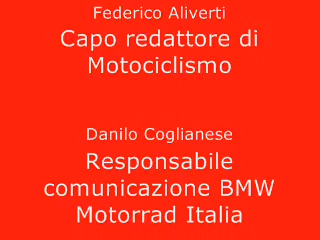 Federico Aliverti
Capo redattore di
Motociclismo
Danilo Coglianese
Responsabile
comunicazione BMW
Motorrad Italia